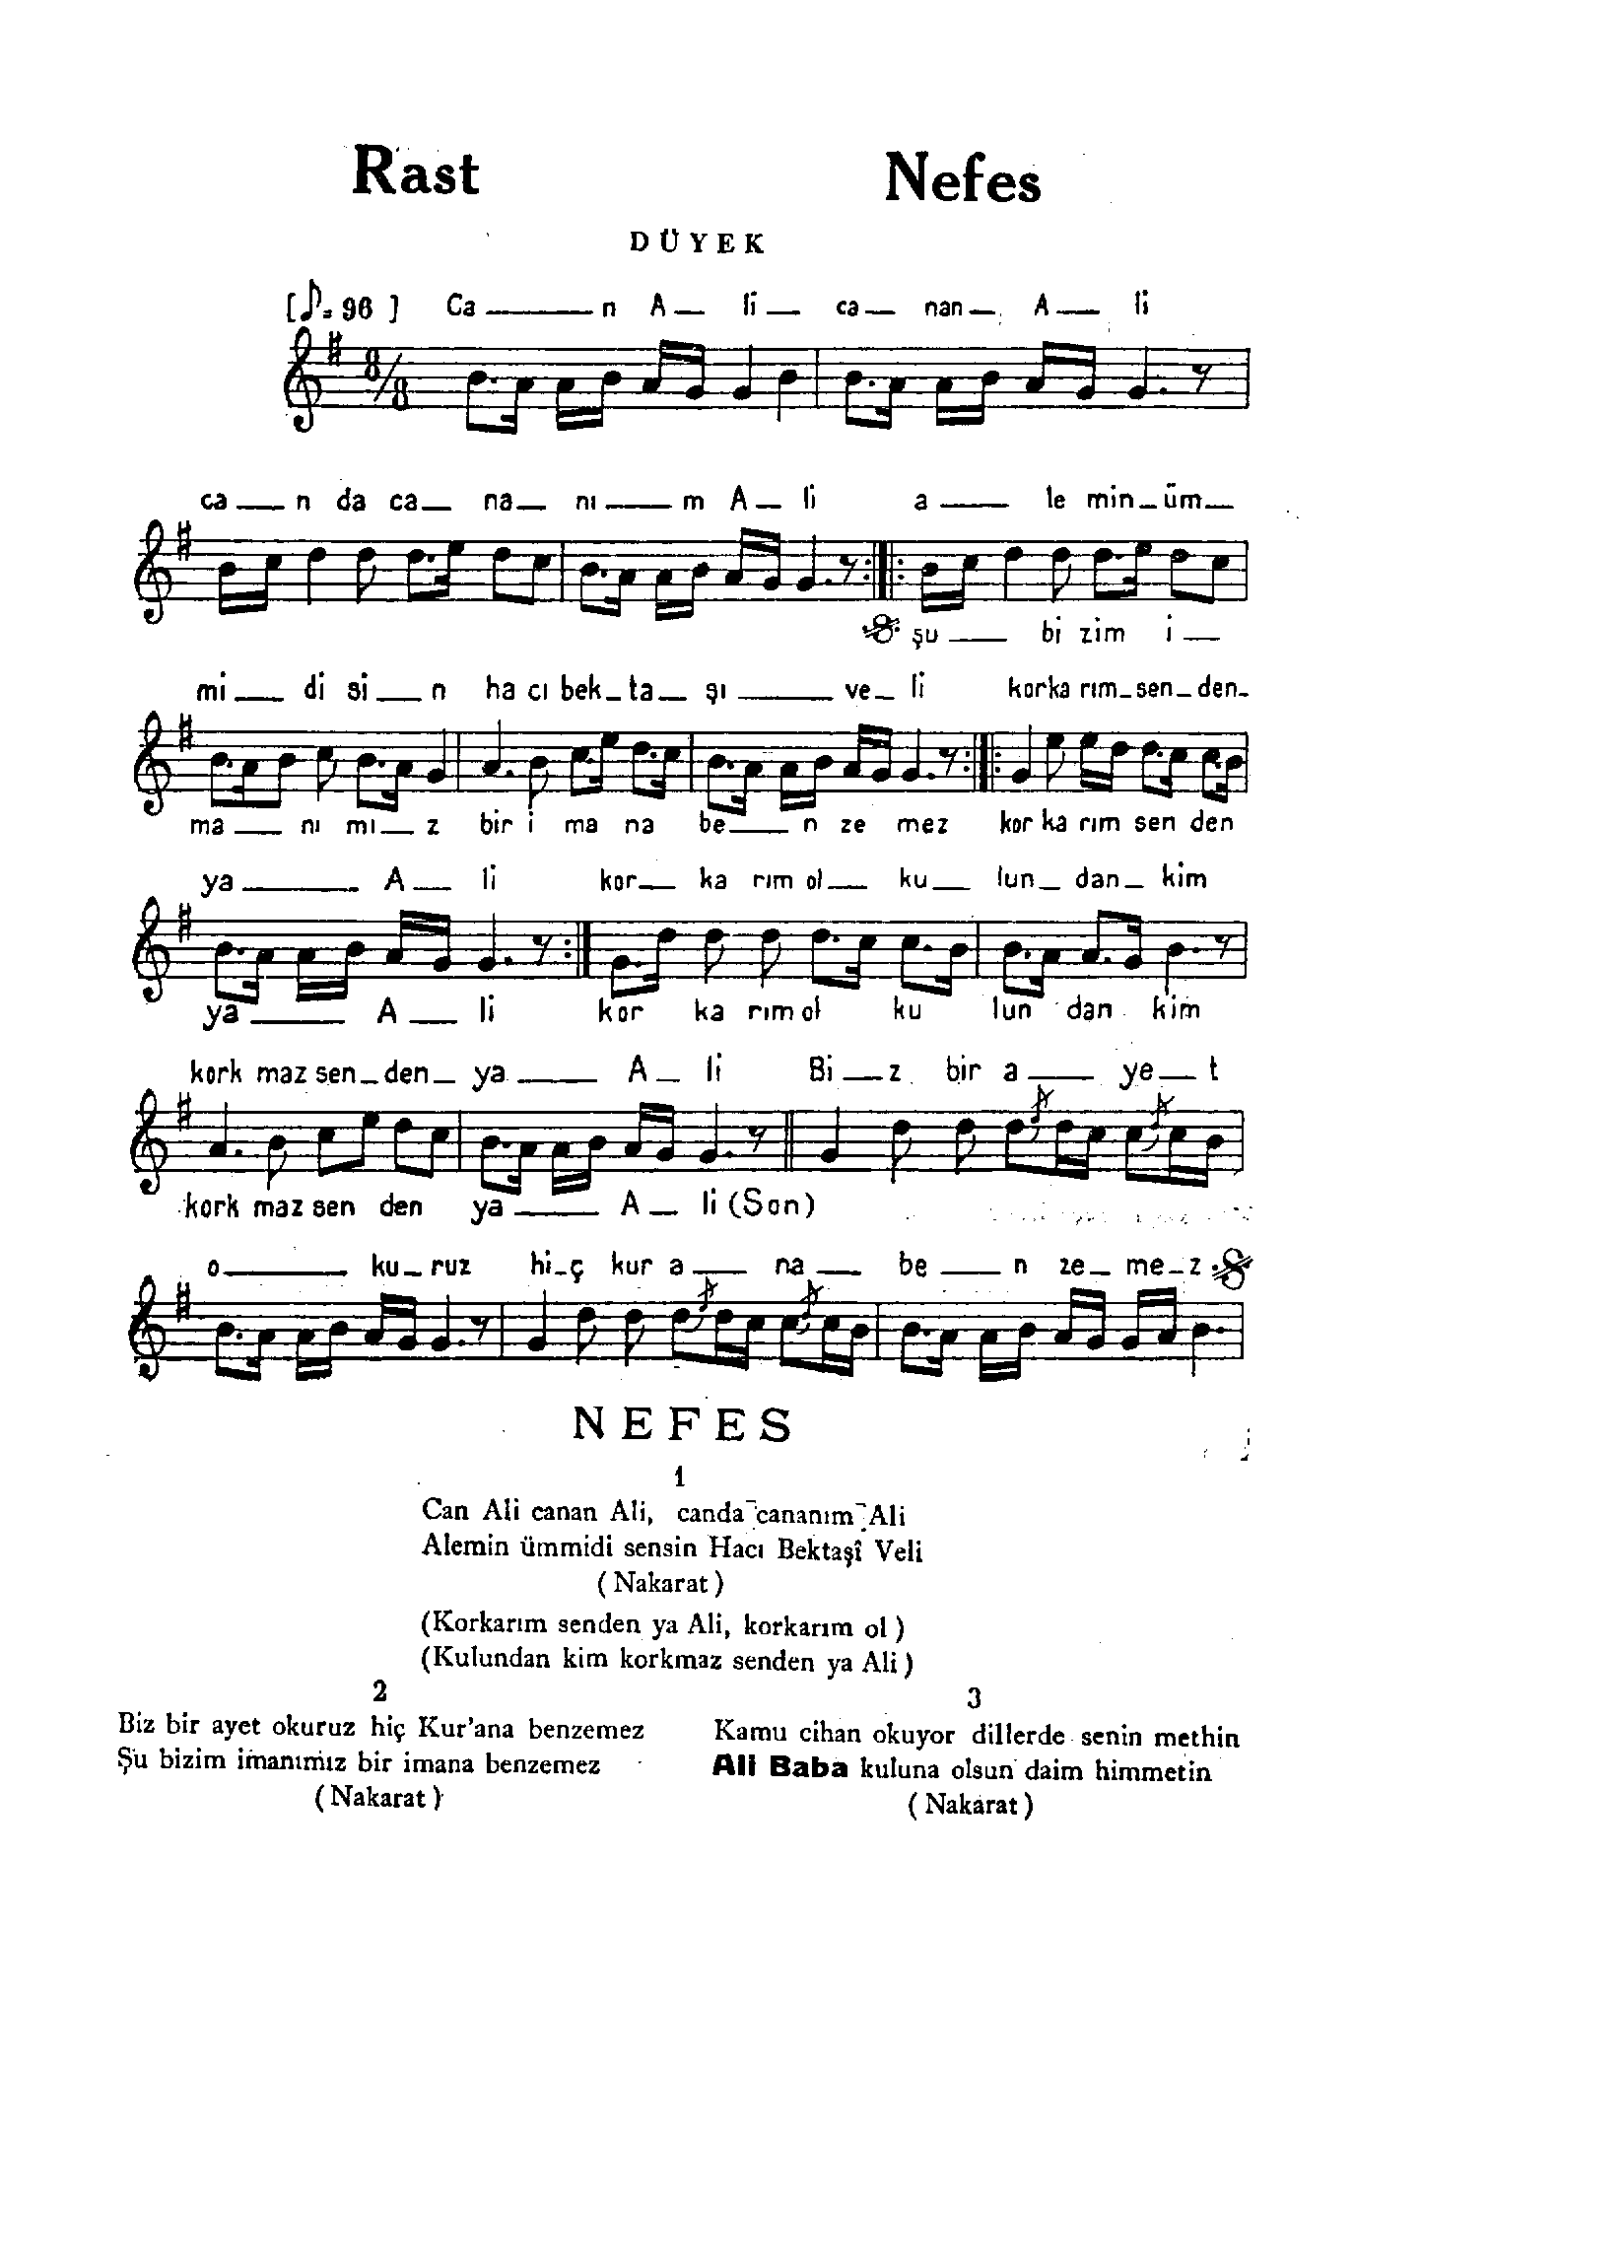 Rast Nefes
DÜYEK
[♪= 96 ] Ca — n A — li — ca — nan — A — li
8/8
ca — n da ca — na — nı — m A — li a — le min — üm —
şu — bi zim i —
mi — di si — n ha cı bek — ta — şı — ve — li korka rım — sen — den —
ma — nı mı — z bir i ma na be — n ze mez kor ka rım sen den
ya — A — li kor — ka rım ol — ku — lun — dan — kim
ya — A — li kor ka rım ol ku lun dan kim
kork maz sen — den — ya — A — li Bi — z bir a — ye — t
kork maz sen den ya — A — li (Son)
o — ku — ruz hi — ç kur a — na — be — n ze — me — z
NEFES
1
Can Ali canan Ali, canda cananım Ali
Alemin ümmidi sensin Hacı Bektaşî Veli
( Nakarat )
(Korkarım senden ya Ali, korkarım ol )
(Kulundan kim korkmaz senden ya Ali )
2
Biz bir ayet okuruz hiç Kur'ana benzemez
Şu bizim imanımız bir imana benzemez
( Nakarat )
3
Kamu cihan okuyor dillerde senin methin
Ali Baba kuluna olsun daim himmetin
( Nakarat )